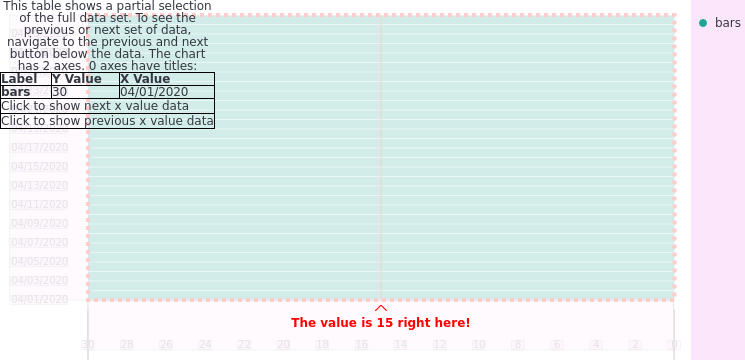 This table shows a partial selection
of the full data set. To see the
previous or next set of data,
navigate to the previous and next
button below the data. The chart
has 2 axes. 0 axes have titles:
Label Y Value X Value
bars 30 04/01/2020
Click to show next x value data
Click to show previous x value data
04/17/2020
04/15/2020
04/13/2020
04/11/2020
04/09/2020
04/07/2020
04/05/2020
04/03/2020
04/01/2020
The value is 15 right here!
30 28 26 24 22 20 18 16 14 12 10 8 6 4 2 0
bars